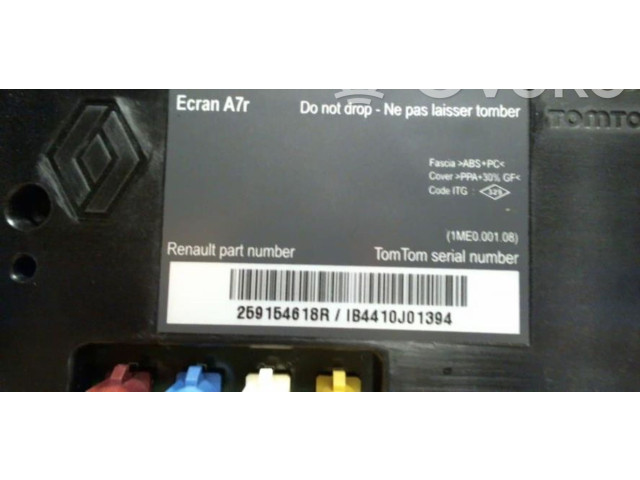 Ecran A7r
Do not drop - Ne pas laisser tomber
TOMTO
Fascia >ABS+PC<
Cover >PPA+30% GF<
Code ITG :
(1ME0.001.08)
Renault part number
TomTom serial number
259154618R / IB4410J01394